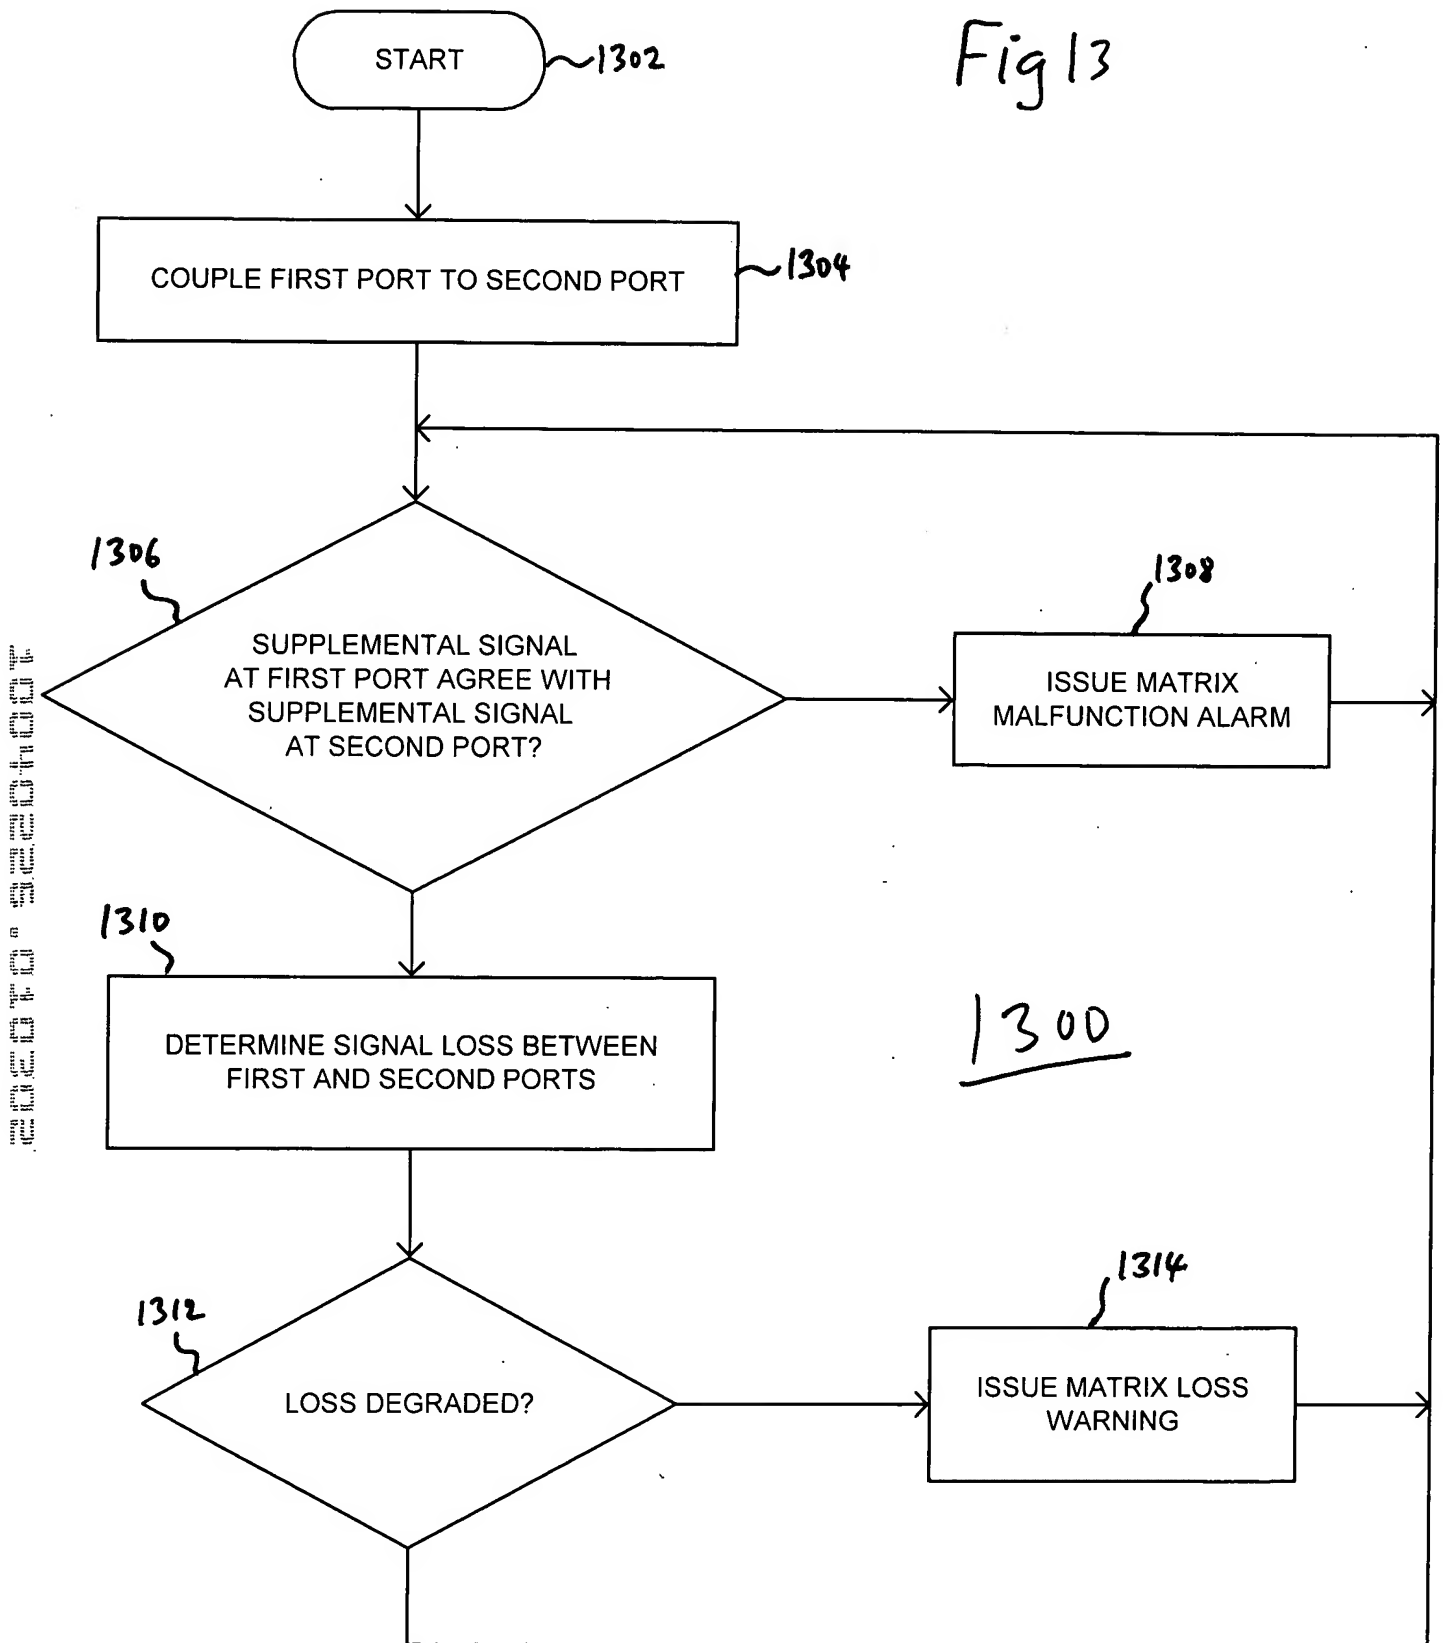 START
1302
Fig 13
COUPLE FIRST PORT TO SECOND PORT
1304
1306
SUPPLEMENTAL SIGNAL
AT FIRST PORT AGREE WITH
SUPPLEMENTAL SIGNAL
AT SECOND PORT?
1308
ISSUE MATRIX
MALFUNCTION ALARM
1310
DETERMINE SIGNAL LOSS BETWEEN
FIRST AND SECOND PORTS
1300
1312
LOSS DEGRADED?
1314
ISSUE MATRIX LOSS
WARNING
10040225.010302